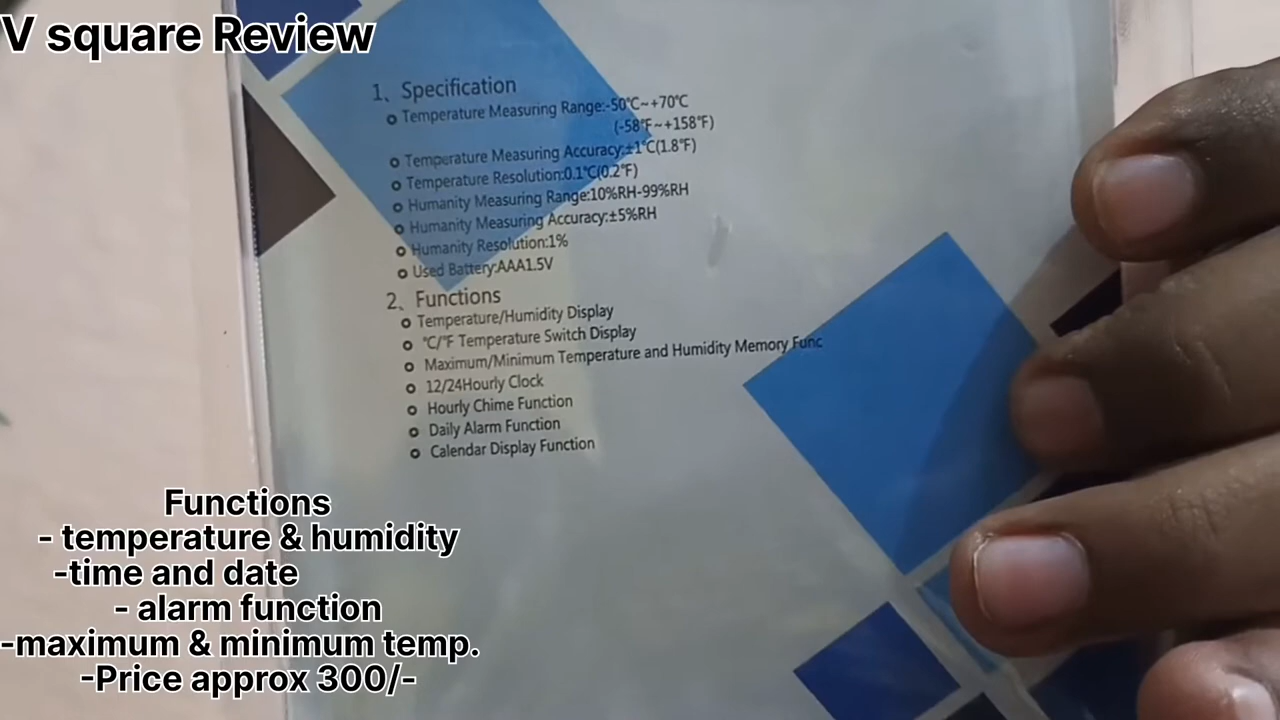 V square Review
1、Specification
Temperature Measuring Range:-50℃~+70℃
(-58℉~+158℉)
Temperature Measuring Accuracy:±1℃(1.8℉)
Temperature Resolution:0.1℃(0.2℉)
Humanity Measuring Range:10%RH-99%RH
Humanity Measuring Accuracy:±5%RH
Humanity Resolution:1%
Used Battery:AAA1.5V
2、Functions
Temperature/Humidity Display
℃/℉ Temperature Switch Display
Maximum/Minimum Temperature and Humidity Memory Func
12/24Hourly Clock
Hourly Chime Function
Daily Alarm Function
Calendar Display Function
Functions
- temperature & humidity
-time and date
- alarm function
-maximum & minimum temp.
-Price approx 300/-